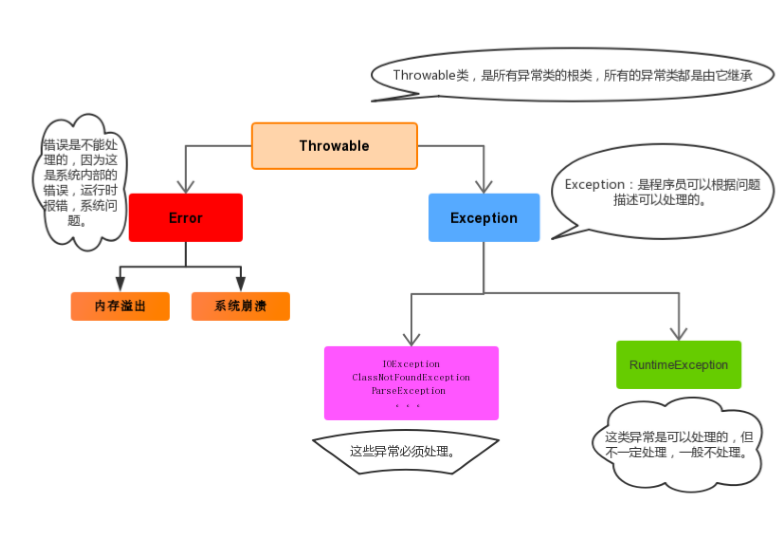 Throwable类，是所有异常类的根类，所有的异常类都是由它继承
Throwable
错误是不能处
理的，因为这
是系统内部的
错误，运行时
报错，系统问
题。
Exception：是程序员可以根据问题
描述可以处理的。
Error
Exception
内存溢出
系统崩溃
IOException
ClassNotFoundException
ParseException
. . .
RuntimeException
这些异常必须处理。
这类异常是可以处理的，但
不一定处理，一般不处理。